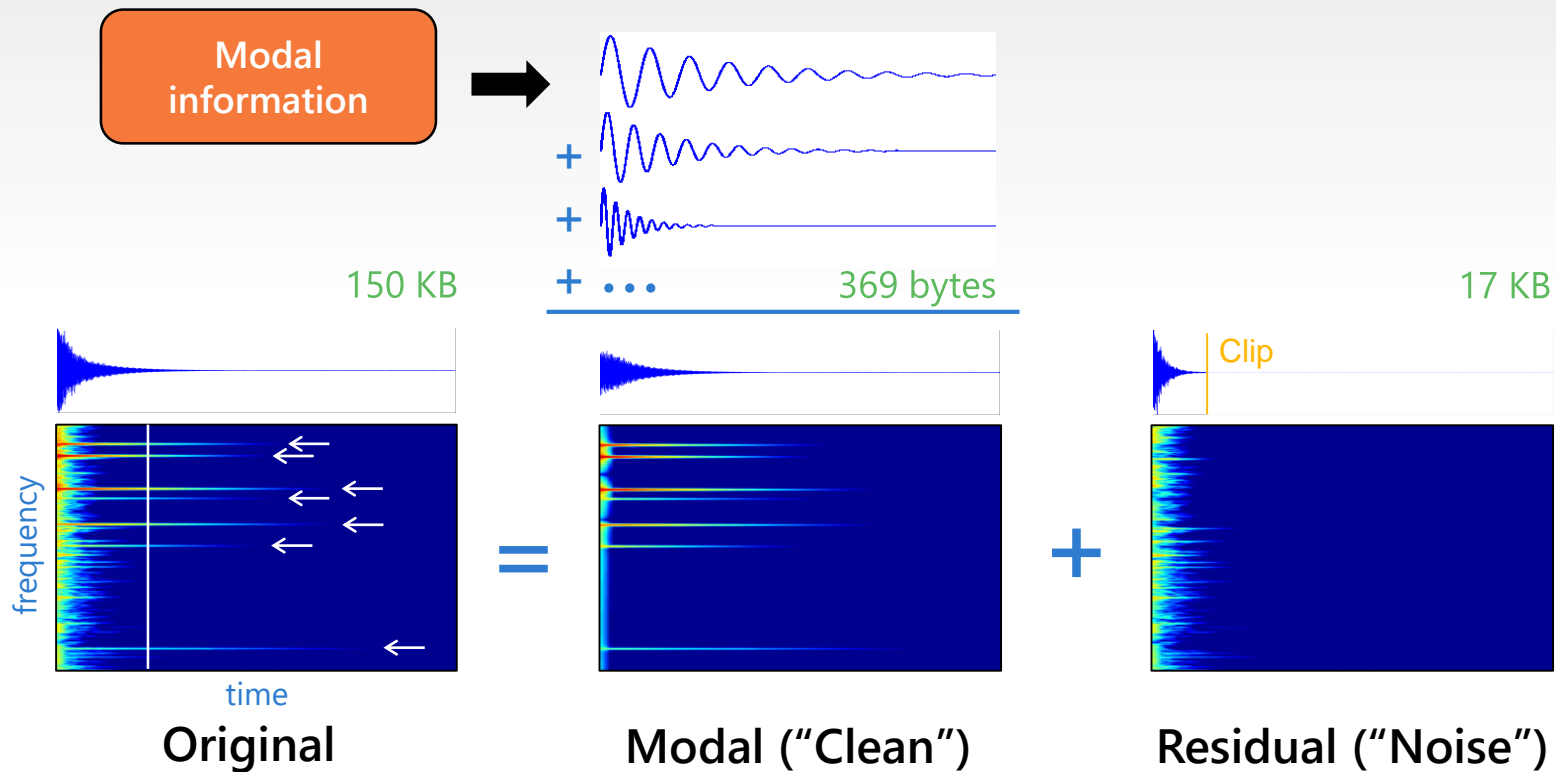 Modal
information
+
+
+ ...
150 KB
369 bytes
17 KB
Clip
frequency
=
+
time
Original
Modal (“Clean”)
Residual (“Noise”)